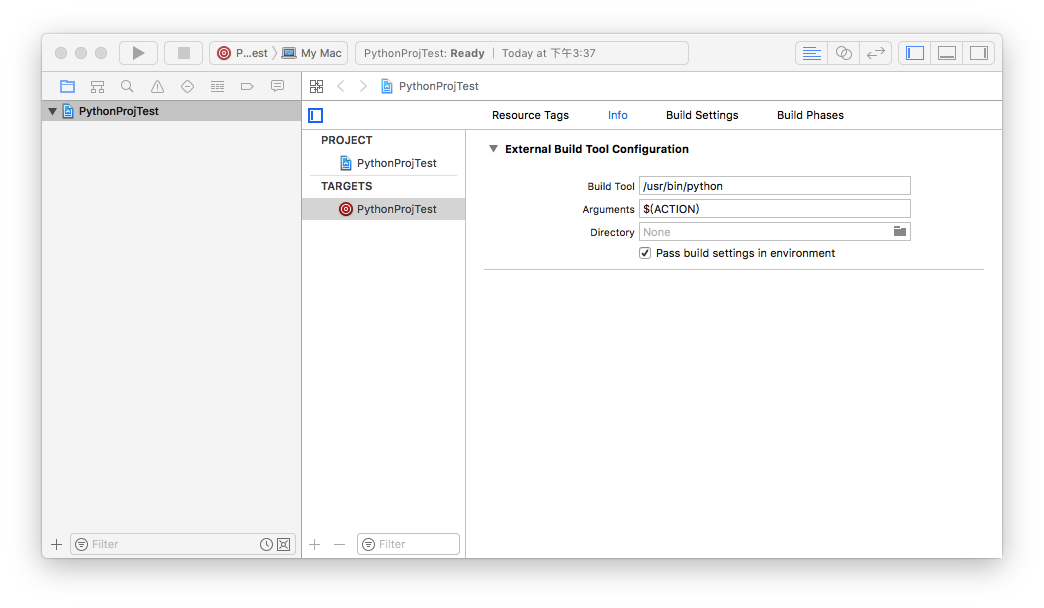 P...est My Mac PythonProjTest: Ready | Today at 下午3:37
PythonProjTest
PythonProjTest
Resource Tags Info Build Settings Build Phases
PROJECT
PythonProjTest
TARGETS
PythonProjTest
External Build Tool Configuration
Build Tool /usr/bin/python
Arguments $(ACTION)
Directory None
Pass build settings in environment
Filter
Filter